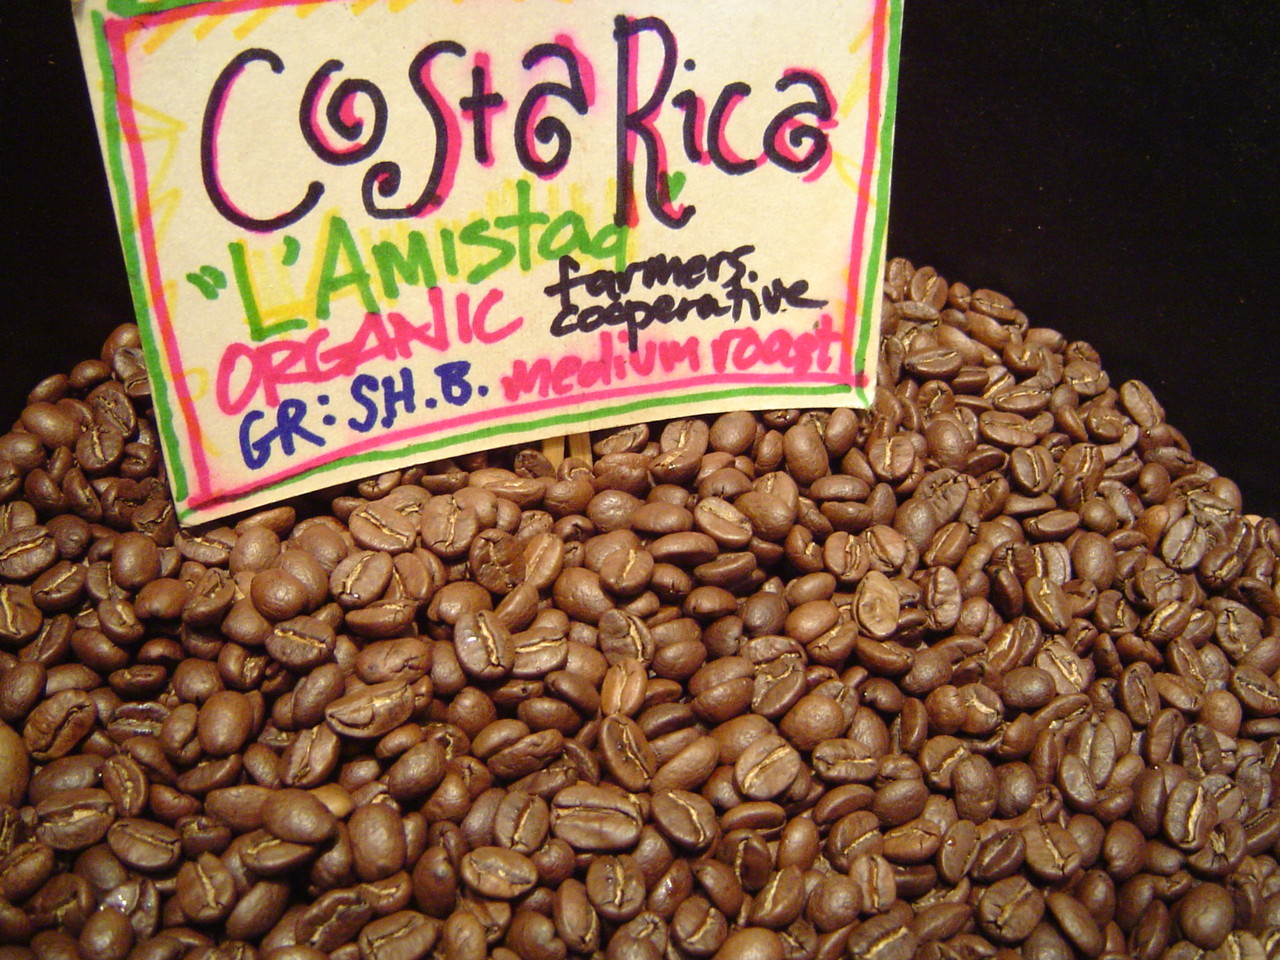 Costa Rica
"L'Amistad"
ORGANIC farmers
cooperative
GR: SH.B. medium roast